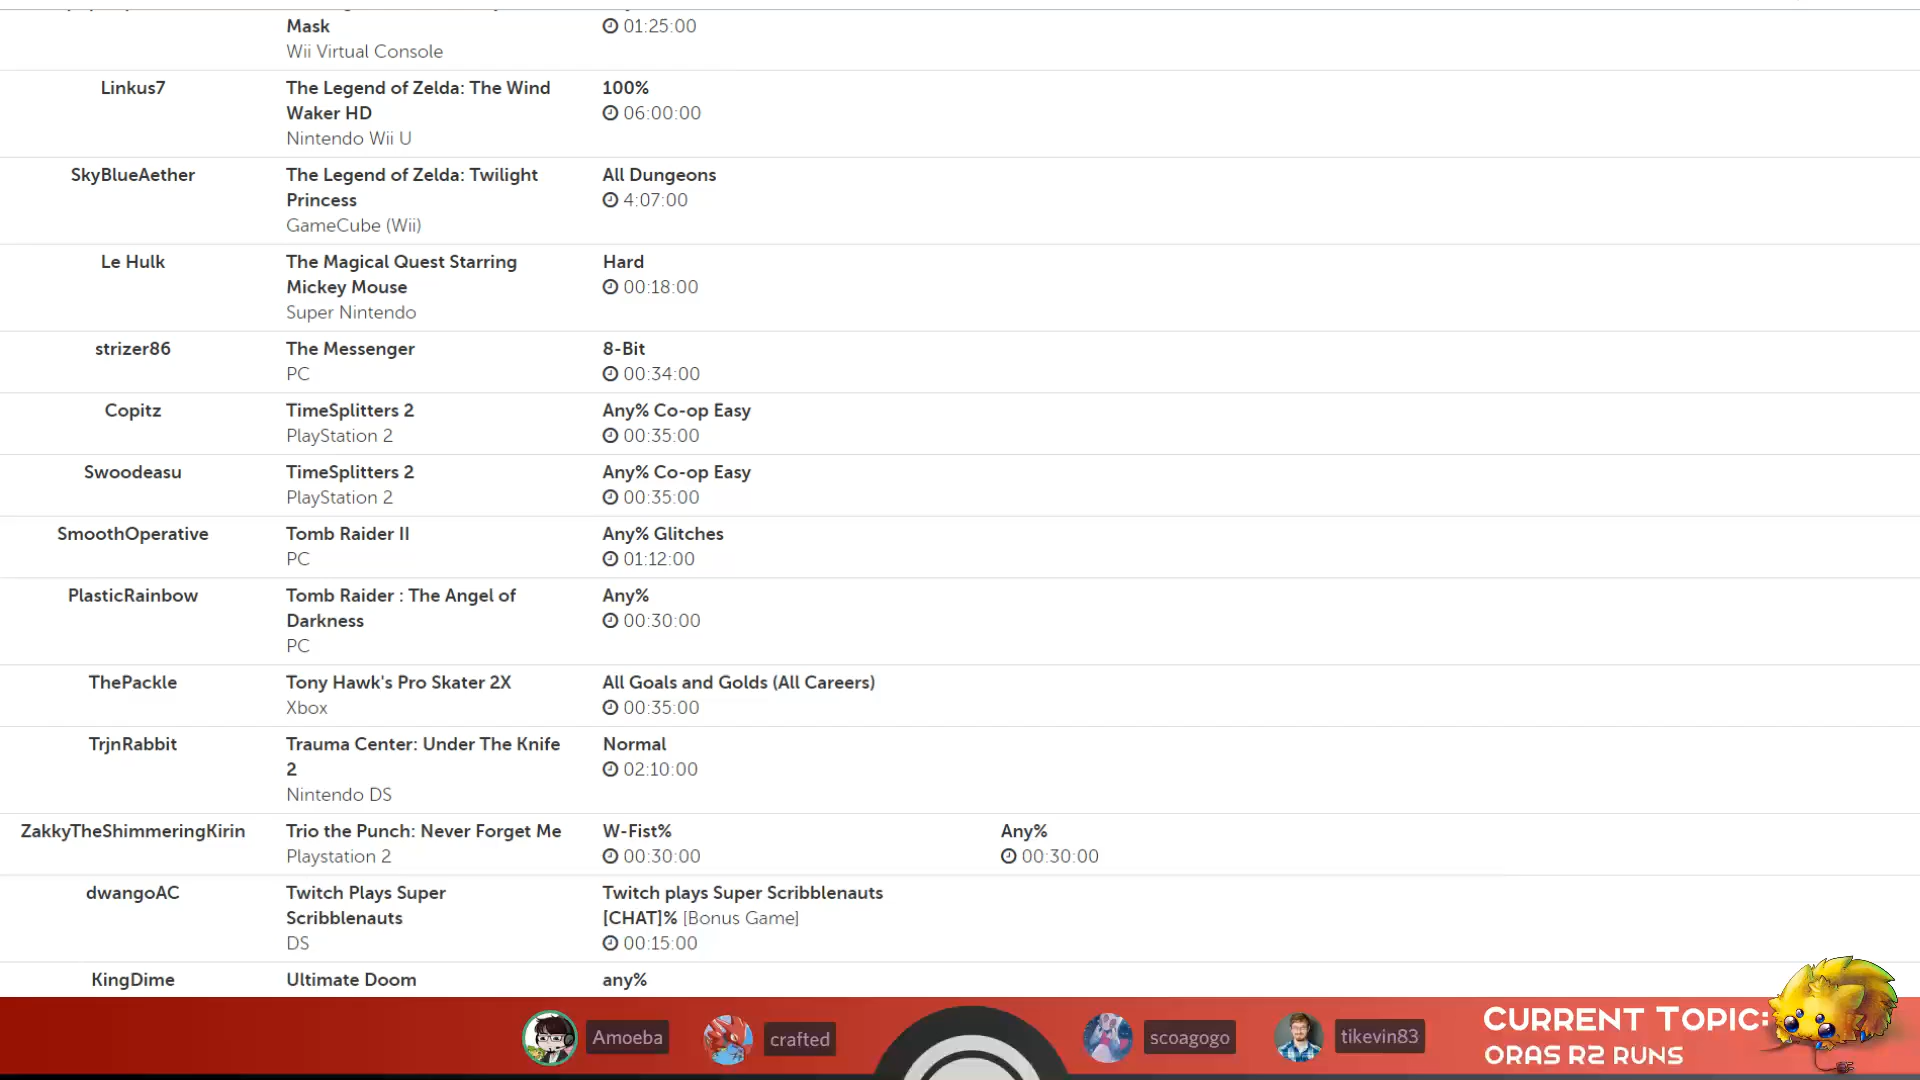 Mask
01:25:00
Wii Virtual Console
Linkus7
The Legend of Zelda: The Wind
100%
Waker HD
06:00:00
Nintendo Wii U
SkyBlueAether
The Legend of Zelda: Twilight
All Dungeons
Princess
4:07:00
GameCube (Wii)
Le Hulk
The Magical Quest Starring
Hard
Mickey Mouse
00:18:00
Super Nintendo
strizer86
The Messenger
8-Bit
PC
00:34:00
Copitz
TimeSplitters 2
Any% Co-op Easy
PlayStation 2
00:35:00
Swoodeasu
TimeSplitters 2
Any% Co-op Easy
PlayStation 2
00:35:00
SmoothOperative
Tomb Raider II
Any% Glitches
PC
01:12:00
PlasticRainbow
Tomb Raider : The Angel of
Any%
Darkness
00:30:00
PC
ThePackle
Tony Hawk's Pro Skater 2X
All Goals and Golds (All Careers)
Xbox
00:35:00
TrjnRabbit
Trauma Center: Under The Knife
Normal
2
02:10:00
Nintendo DS
ZakkyTheShimmeringKirin
Trio the Punch: Never Forget Me
W-Fist%
Any%
Playstation 2
00:30:00
00:30:00
dwangoAC
Twitch Plays Super
Twitch plays Super Scribblenauts
Scribblenauts
[CHAT]% [Bonus Game]
DS
00:15:00
KingDime
Ultimate Doom
any%
Amoeba
crafted
scoagogo
tikevin83
CURRENT TOPIC:
ORAS R2 RUNS